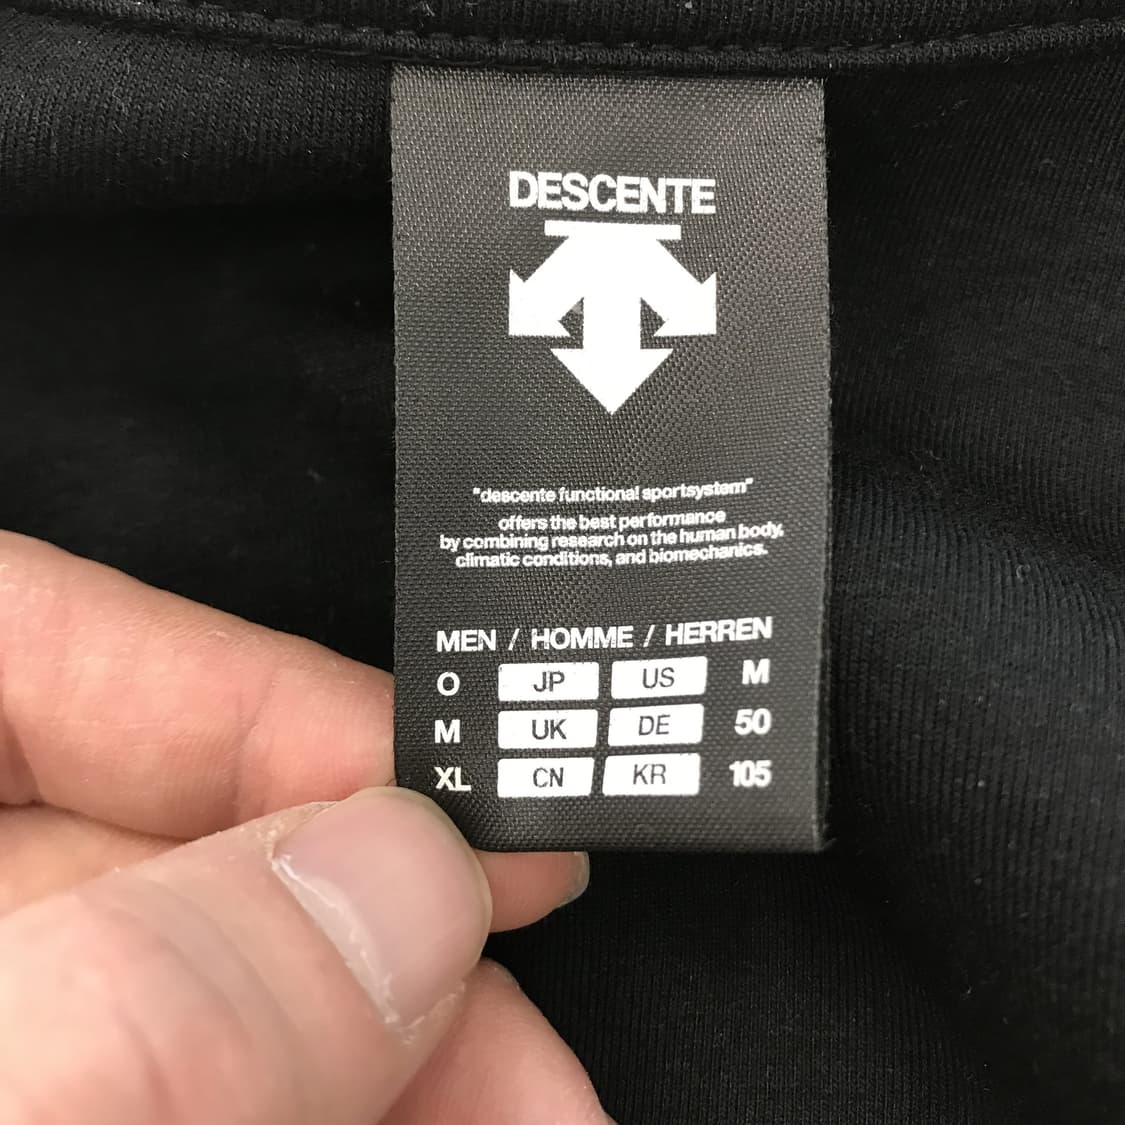 DESCENTE
"descente functional sportsystem"
offers the best performance
by combining research on the human body,
climatic conditions, and biomechanics.
MEN / HOMME / HERREN
O JP US M
M UK DE 50
XL CN KR 105